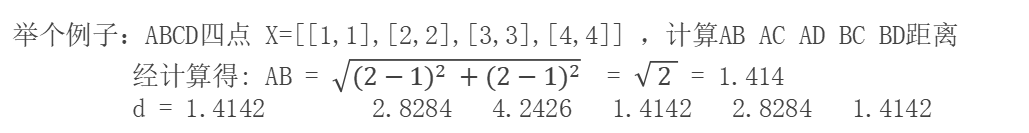 举个例子：ABCD四点 X=[[1,1],[2,2],[3,3],[4,4]] ，计算AB AC AD BC BD距离
经计算得: AB = √((2 − 1)² + (2 − 1)²) = √2 = 1.414
d = 1.4142 2.8284 4.2426 1.4142 2.8284 1.4142